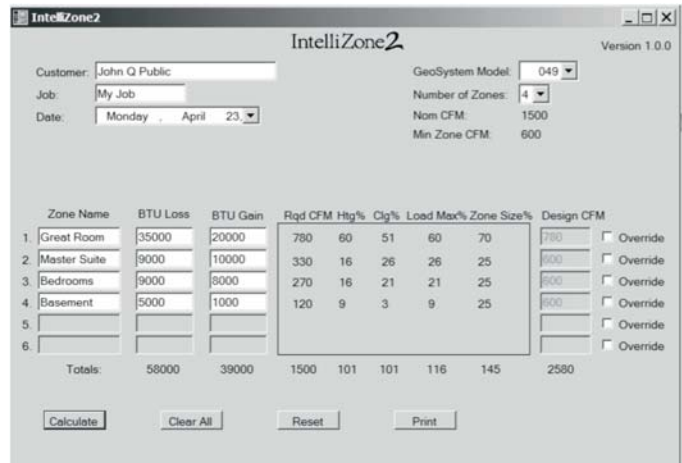 IntelliZone2
IntelliZone2
Version 1.0.0
Customer: John Q Public
GeoSystem Model: 049
Job: My Job
Number of Zones: 4
Date: Monday , April 23,
Nom CFM: 1500
Min Zone CFM: 600
Zone Name BTU Loss BTU Gain Rqd CFM Htg% Clg% Load Max% Zone Size% Design CFM
1. Great Room 35000 20000 780 60 51 60 70 780 Override
2. Master Suite 9000 10000 330 16 26 26 25 600 Override
3. Bedrooms 9000 8000 270 16 21 21 25 600 Override
4. Basement 5000 1000 120 9 3 9 25 600 Override
5. Override
6. Override
Totals: 58000 39000 1500 101 101 116 145 2580
Calculate Clear All Reset Print